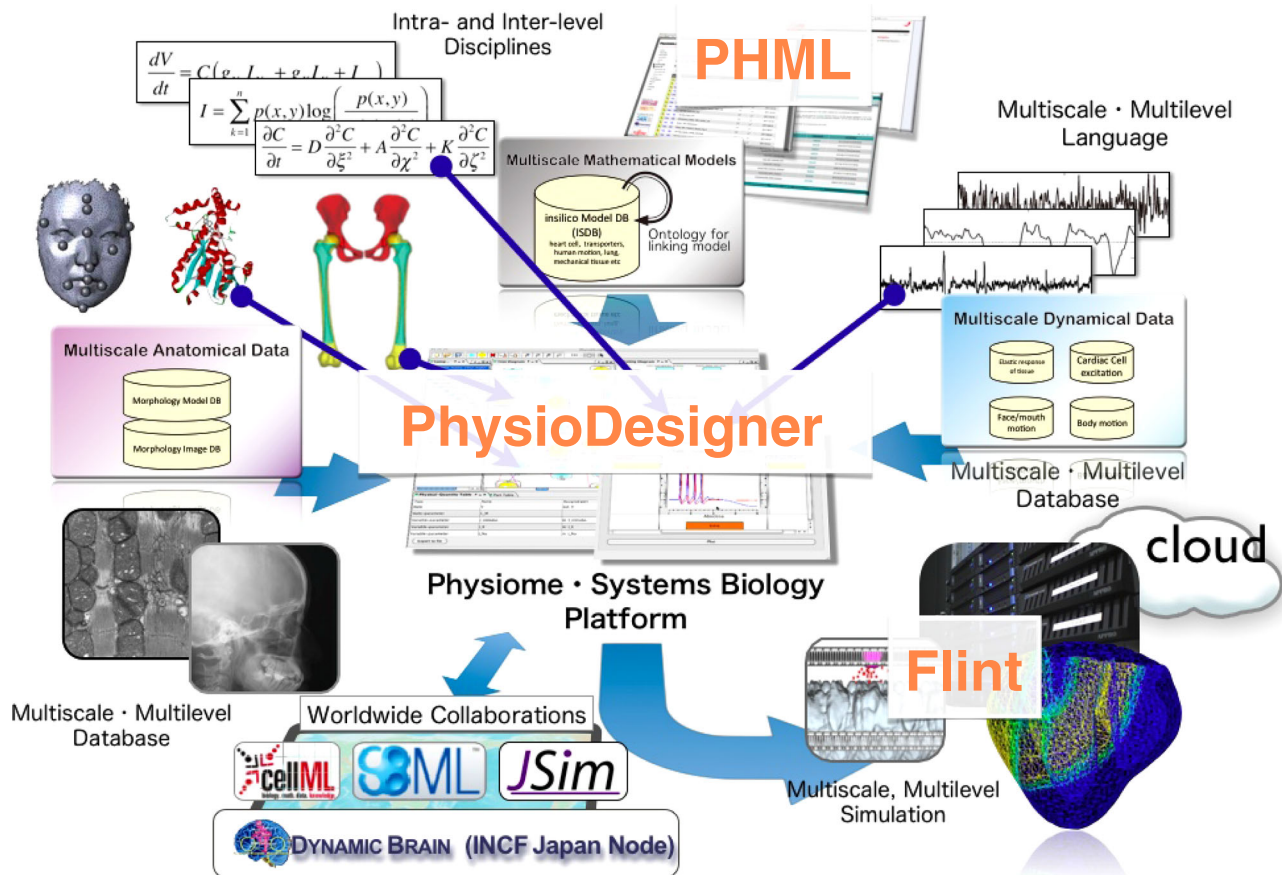 Intra- and Inter-level
Disciplines
PHML
dV/dt = C(g.. I.. + g.. I.. + I
I = ∑ k=1 n p(x,y)log( p(x,y)
∂C/∂t = D ∂²C/∂ξ² + A ∂²C/∂χ² + K ∂²C/∂ζ²
Multiscale・Multilevel
Language
Multiscale Mathematical Models
insilico Model DB
(ISDB)
heart cell, transporters,
human motion, lung,
mechanical tissue etc
Ontology for
linking model
Multiscale Anatomical Data
Morphology Model DB
Morphology Image DB
Multiscale Dynamical Data
Elastic response
of tissue
Cardiac Cell
excitation
Face/mouth
motion
Body motion
PhysioDesigner
Multiscale・Multilevel
Database
Physiome・Systems Biology
Platform
cloud
Flint
Multiscale・Multilevel
Database
Worldwide Collaborations
cellML
SBML
JSim
DYNAMIC BRAIN (INCF Japan Node)
Multiscale, Multilevel
Simulation